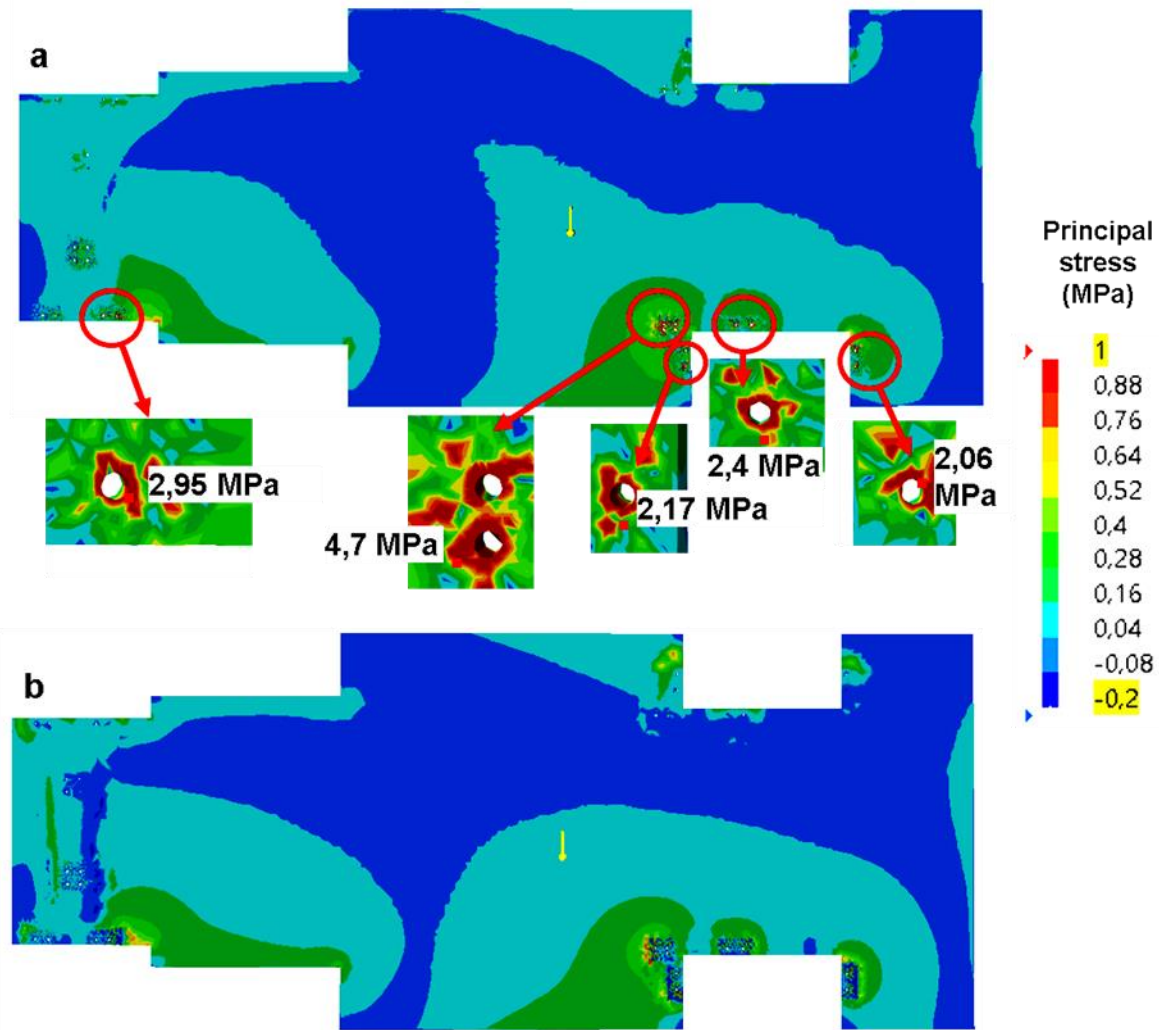 a
Principal
stress
(MPa)
1
0,88
0,76
0,64
0,52
0,4
0,28
0,16
0,04
-0,08
-0,2
2,95 MPa
4,7 MPa
2,17 MPa
2,4 MPa
2,06
MPa
b